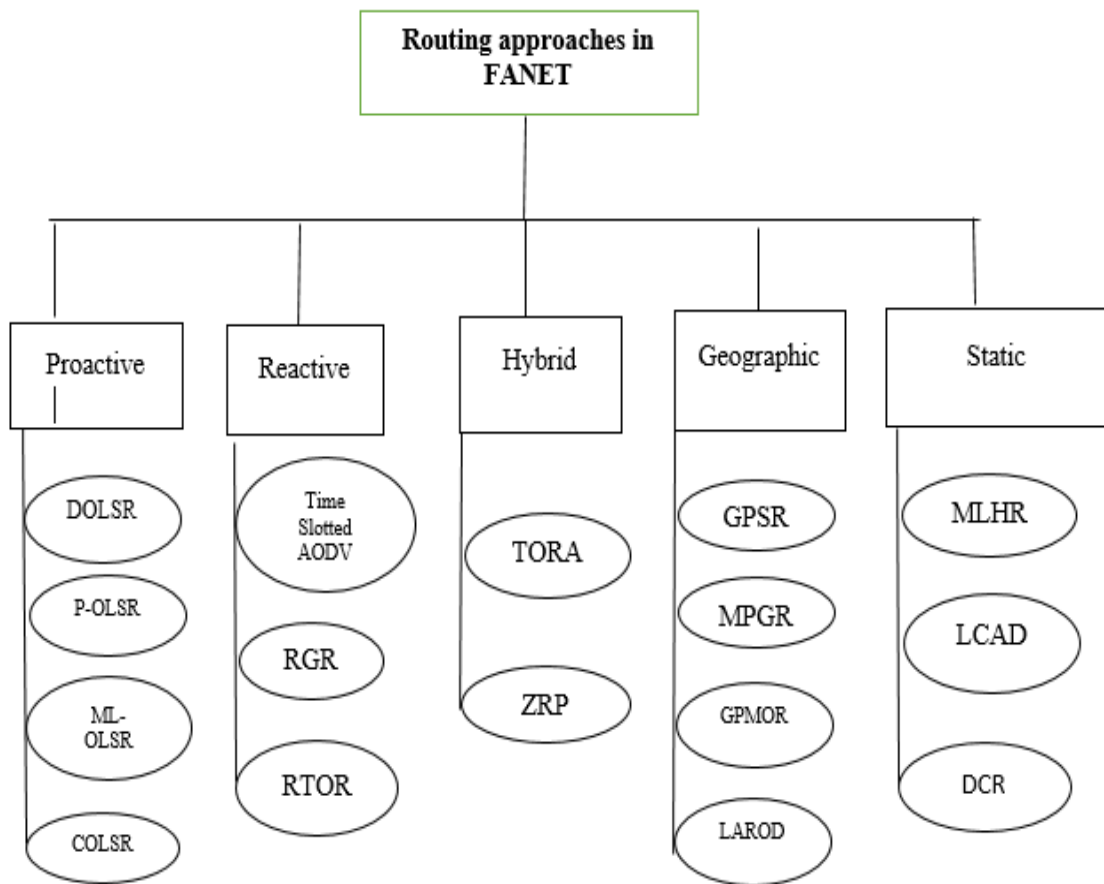 Routing approaches in
FANET
Proactive
Reactive
Hybrid
Geographic
Static
DOLSR
P-OLSR
ML-
OLSR
COLSR
Time
Slotted
AODV
RGR
RTOR
TORA
ZRP
GPSR
MPGR
GPMOR
LAROD
MLHR
LCAD
DCR